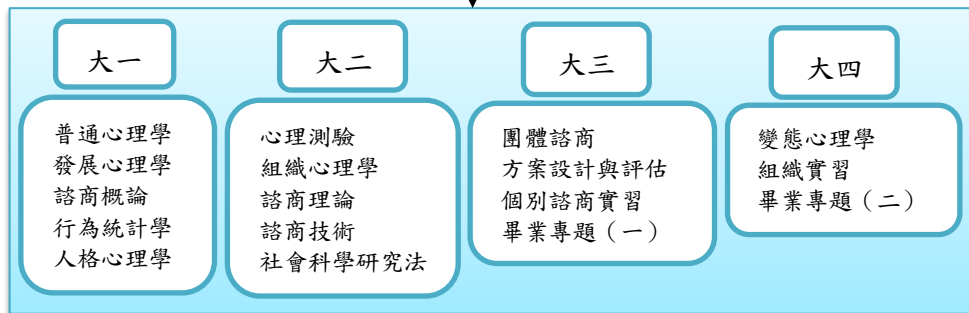 大一
普通心理學
發展心理學
諮商概論
行為統計學
人格心理學
大二
心理測驗
組織心理學
諮商理論
諮商技術
社會科學研究法
大三
團體諮商
方案設計與評估
個別諮商實習
畢業專題（一）
大四
變態心理學
組織實習
畢業專題（二）